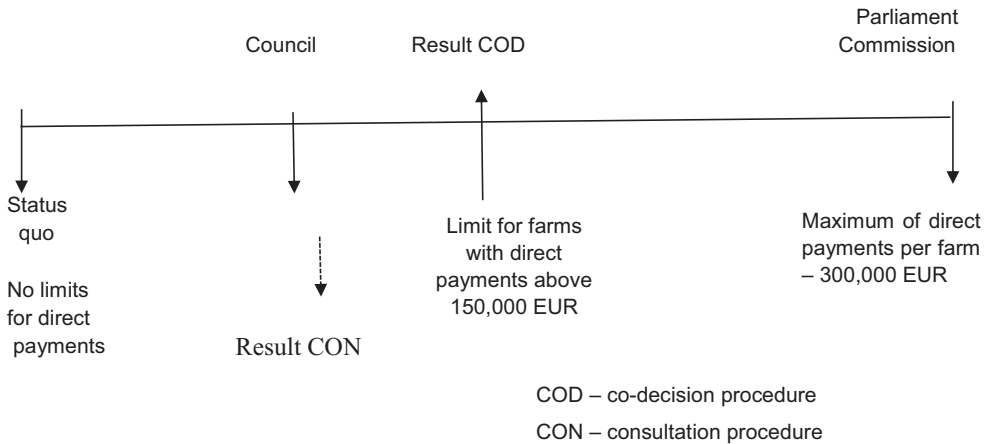 Parliament
Council
Result COD
Commission
Status
quo
No limits
for direct
payments
Result CON
Limit for farms
with direct
payments above
150,000 EUR
Maximum of direct
payments per farm
– 300,000 EUR
COD – co-decision procedure
CON – consultation procedure